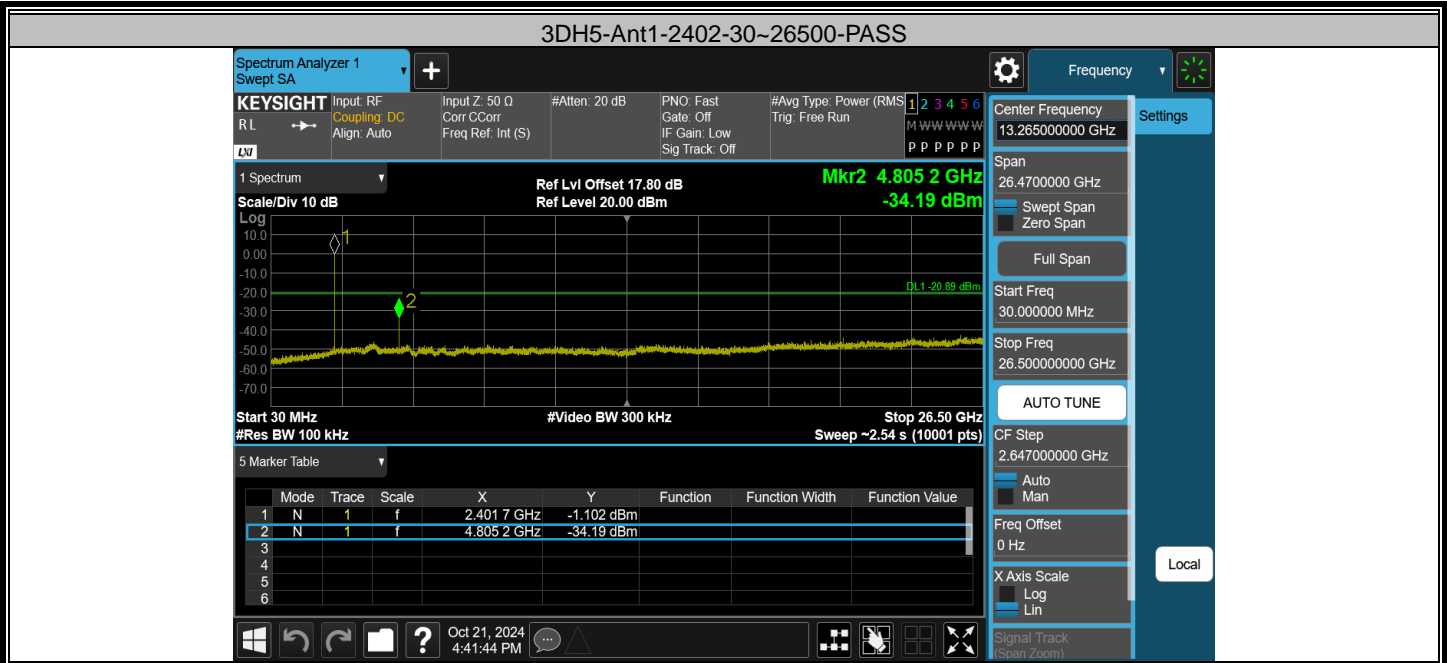 3DH5-Ant1-2402-30~26500-PASS
Spectrum Analyzer 1
Swept SA
+
Frequency
KEYSIGHT
RL
LXI
Input: RF
Coupling: DC
Align: Auto
Input Z: 50 Ω
Corr CCorr
Freq Ref: Int (S)
#Atten: 20 dB
PNO: Fast
Gate: Off
IF Gain: Low
Sig Track: Off
#Avg Type: Power (RMS
Trig: Free Run
1 2 3 4 5 6
M W W W W W
P P P P P P
Center Frequency
13.265000000 GHz
Settings
1 Spectrum
Scale/Div 10 dB
Ref Lvl Offset 17.80 dB
Ref Level 20.00 dBm
Mkr2 4.805 2 GHz
-34.19 dBm
Log
10.0
0.00
-10.0
-20.0
-30.0
-40.0
-50.0
-60.0
-70.0
1
2
DL1 -20.89 dBm
Start 30 MHz
#Res BW 100 kHz
#Video BW 300 kHz
Stop 26.50 GHz
Sweep ~2.54 s (10001 pts)
Span
26.4700000 GHz
Swept Span
Zero Span
Full Span
Start Freq
30.000000 MHz
Stop Freq
26.500000000 GHz
AUTO TUNE
CF Step
2.647000000 GHz
Auto
Man
Freq Offset
0 Hz
X Axis Scale
Log
Lin
Signal Track
(Span Zoom)
Local
5 Marker Table
Mode Trace Scale X Y Function Function Width Function Value
1 N 1 f 2.401 7 GHz -1.102 dBm
2 N 1 f 4.805 2 GHz -34.19 dBm
3
4
5
6
?
Oct 21, 2024
4:41:44 PM